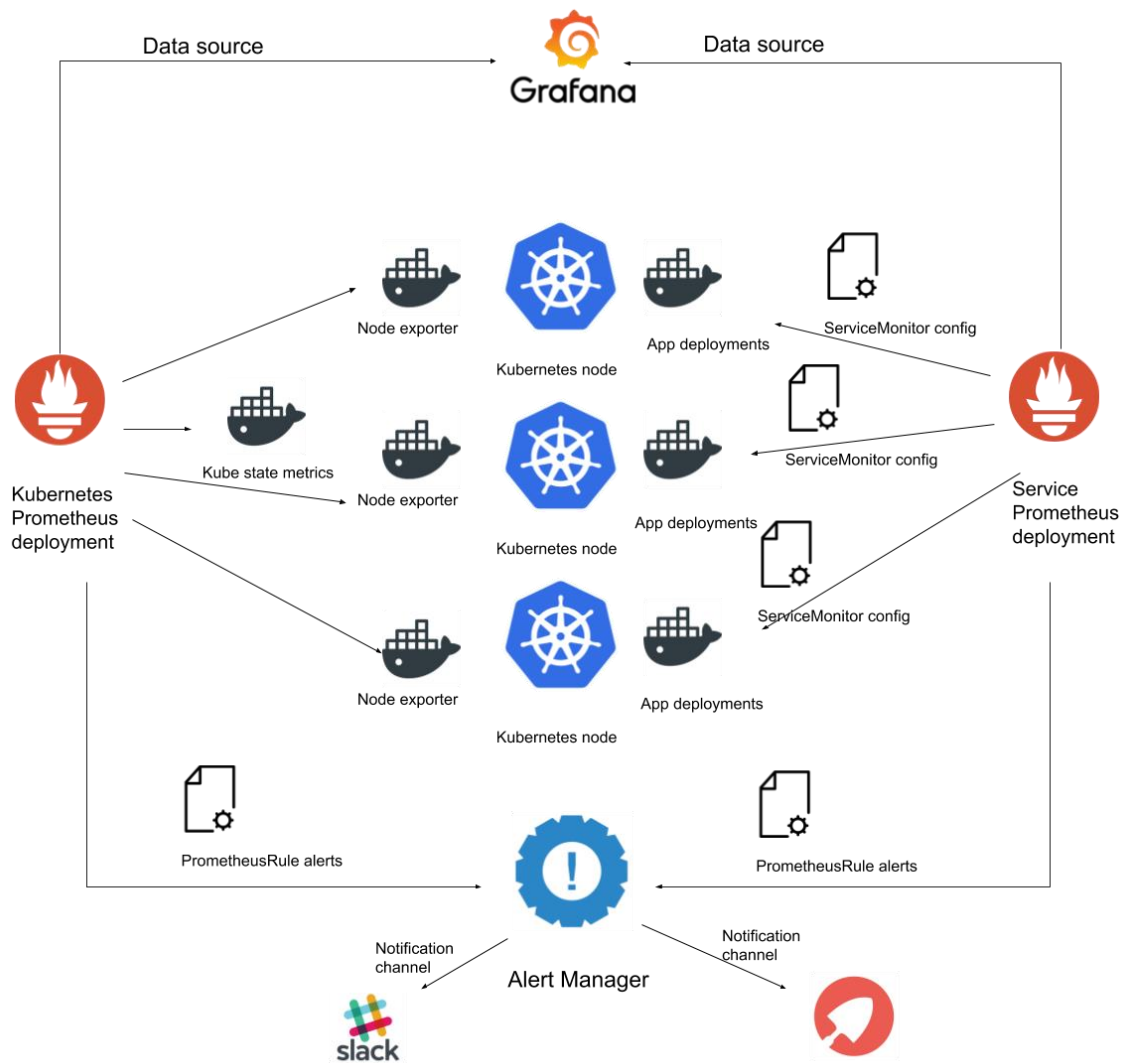 Data source
Data source
Grafana
Node exporter
App deployments
ServiceMonitor config
Kubernetes node
Kube state metrics
Node exporter
App deployments
ServiceMonitor config
Kubernetes
Prometheus
deployment
Service
Prometheus
deployment
Kubernetes node
ServiceMonitor config
Node exporter
App deployments
Kubernetes node
PrometheusRule alerts
PrometheusRule alerts
!
Notification
channel
Notification
channel
Alert Manager
slack